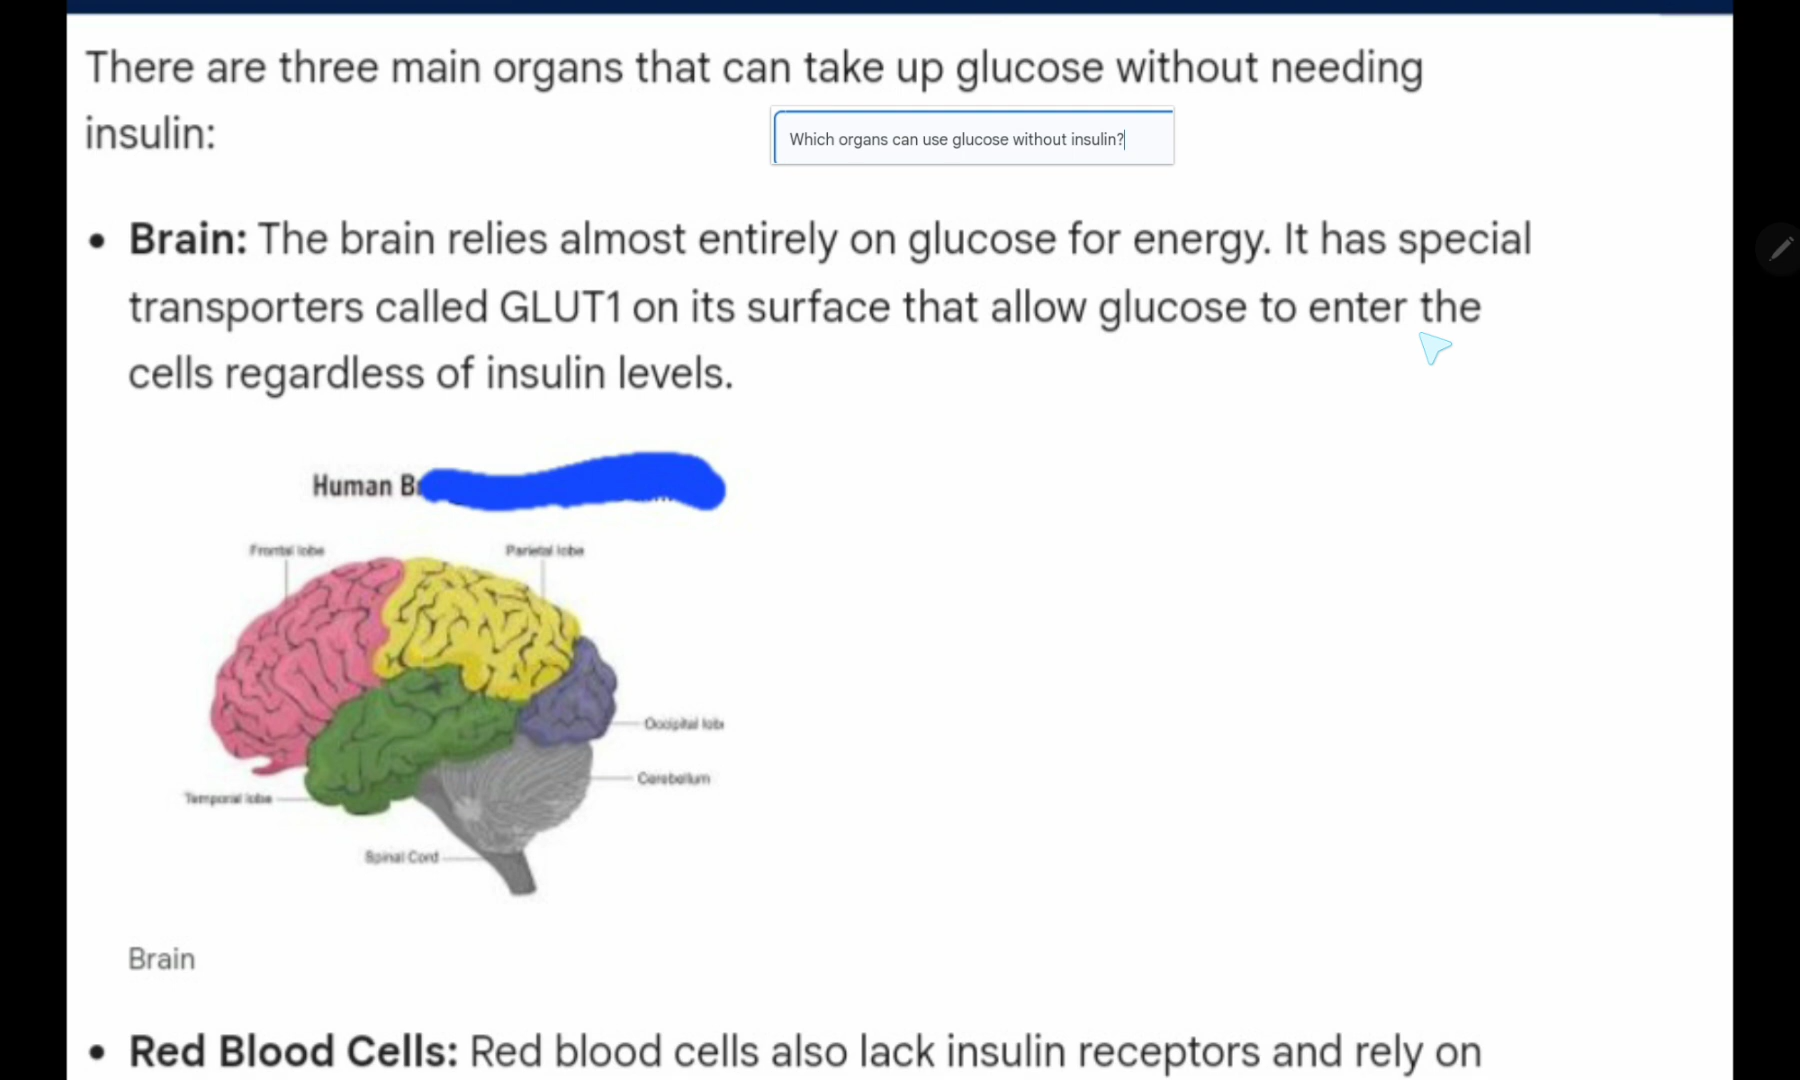 There are three main organs that can take up glucose without needing
insulin:
Which organs can use glucose without insulin?
• Brain: The brain relies almost entirely on glucose for energy. It has special
transporters called GLUT1 on its surface that allow glucose to enter the
cells regardless of insulin levels.
Human
Frontal lobe
Parietal lobe
Occipital
Cerebellum
Temporal lobe
Spinal Cord
Brain
• Red Blood Cells: Red blood cells also lack insulin receptors and rely on